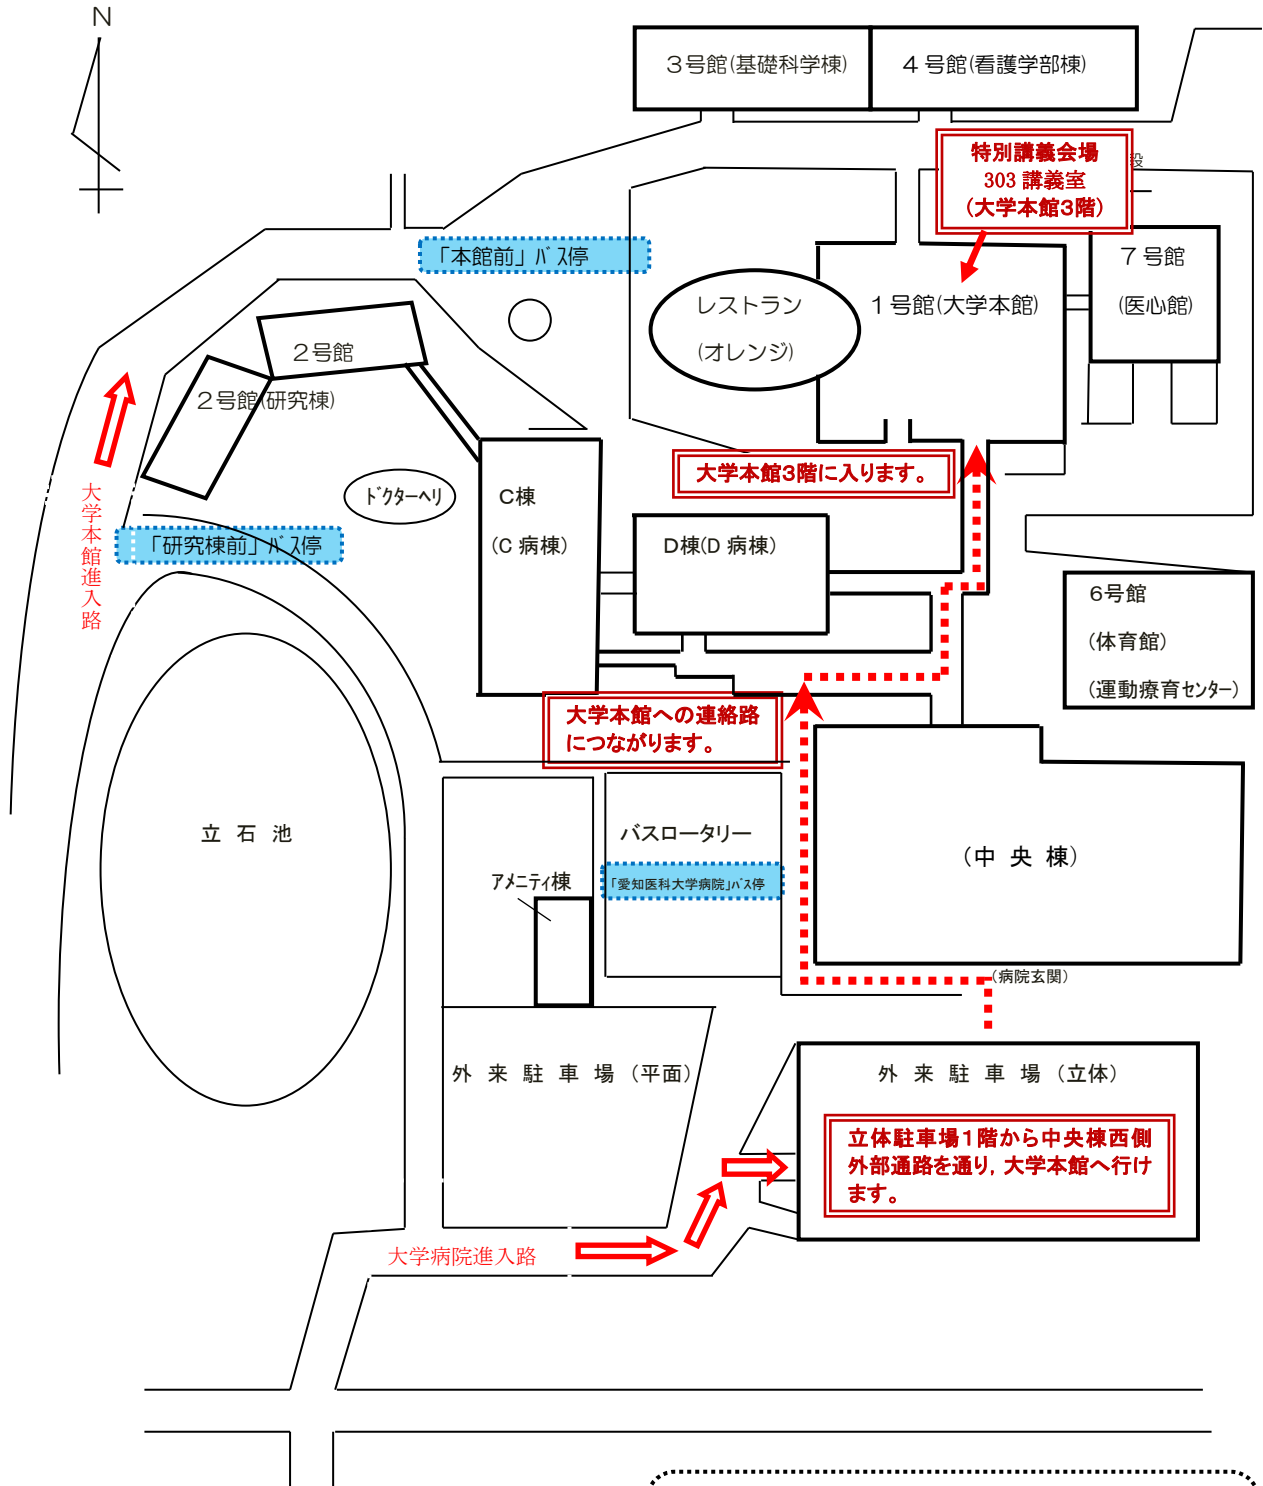 N
3号館(基礎科学棟)
4号館(看護学部棟)
特別講義会場
303 講義室
(大学本館3階)
設
「本館前」バス停
7号館
(医心館)
レストラン
(オレンジ)
1号館(大学本館)
2号館
2号館(研究棟)
大学本館進入路
大学本館3階に入ります。
ドクターヘリ
C棟
(C 病棟)
「研究棟前」バス停
D棟(D 病棟)
6号館
(体育館)
(運動療育センター)
大学本館への連絡路
につながります。
立 石 池
バスロータリー
(中 央 棟)
アメニティ棟
「愛知医科大学病院」バス停
(病院玄関)
外 来 駐 車 場 (平面)
外 来 駐 車 場 (立体)
立体駐車場1階から中央棟西側
外部通路を通り, 大学本館へ行け
ます。
大学病院進入路